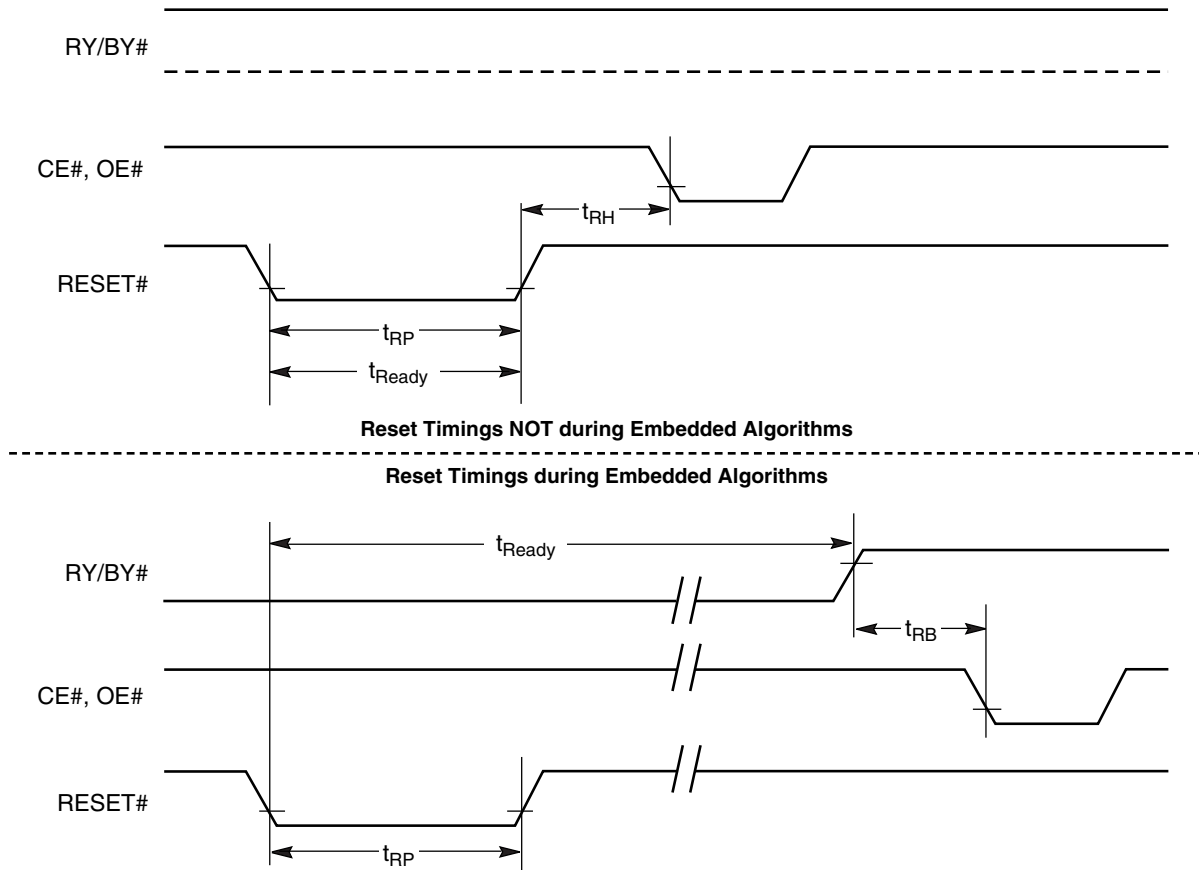 RY/BY#
CE#, OE#
tRH
RESET#
tRP
tReady
Reset Timings NOT during Embedded Algorithms
Reset Timings during Embedded Algorithms
tReady
RY/BY#
tRB
CE#, OE#
RESET#
tRP